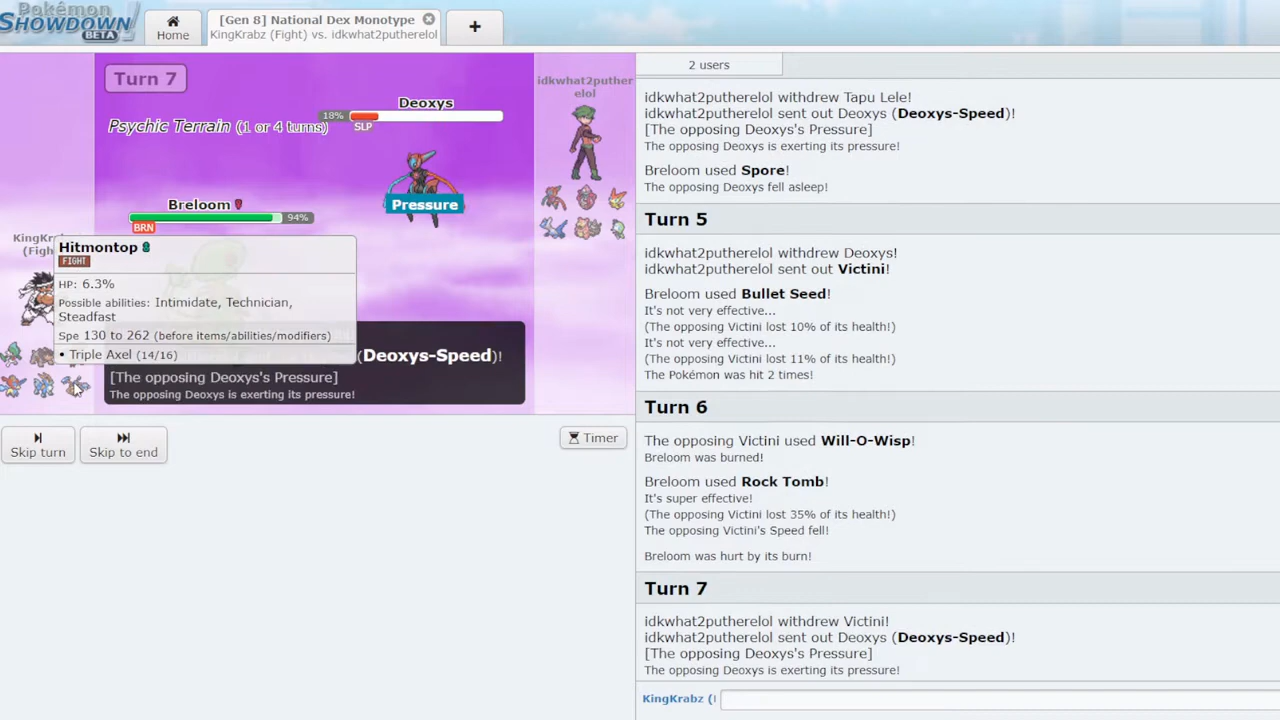 Pokémon
SHOWDOWN
BETA
Home
[Gen 8] National Dex Monotype
KingKrabz (Fight) vs. idkwhat2putherelol
+
Turn 7
Psychic Terrain (1 or 4 turns)
Deoxys
18%
SLP
Pressure
Breloom
94%
BRN
idkwhat2puther
elol
KingKr
(Figh
Hitmontop
FIGHT
HP: 6.3%
Possible abilities: Intimidate, Technician,
Steadfast
Spe 130 to 262 (before items/abilities/modifiers)
• Triple Axel (14/16)
(Deoxys-Speed)!
[The opposing Deoxys's Pressure]
The opposing Deoxys is exerting its pressure!
Skip turn
Skip to end
Timer
2 users
idkwhat2putherelol withdrew Tapu Lele!
idkwhat2putherelol sent out Deoxys (Deoxys-Speed)!
[The opposing Deoxys's Pressure]
The opposing Deoxys is exerting its pressure!
Breloom used Spore!
The opposing Deoxys fell asleep!
Turn 5
idkwhat2putherelol withdrew Deoxys!
idkwhat2putherelol sent out Victini!
Breloom used Bullet Seed!
It's not very effective...
(The opposing Victini lost 10% of its health!)
It's not very effective...
(The opposing Victini lost 11% of its health!)
The Pokémon was hit 2 times!
Turn 6
The opposing Victini used Will-O-Wisp!
Breloom was burned!
Breloom used Rock Tomb!
It's super effective!
(The opposing Victini lost 35% of its health!)
The opposing Victini's Speed fell!
Breloom was hurt by its burn!
Turn 7
idkwhat2putherelol withdrew Victini!
idkwhat2putherelol sent out Deoxys (Deoxys-Speed)!
[The opposing Deoxys's Pressure]
The opposing Deoxys is exerting its pressure!
KingKrabz (